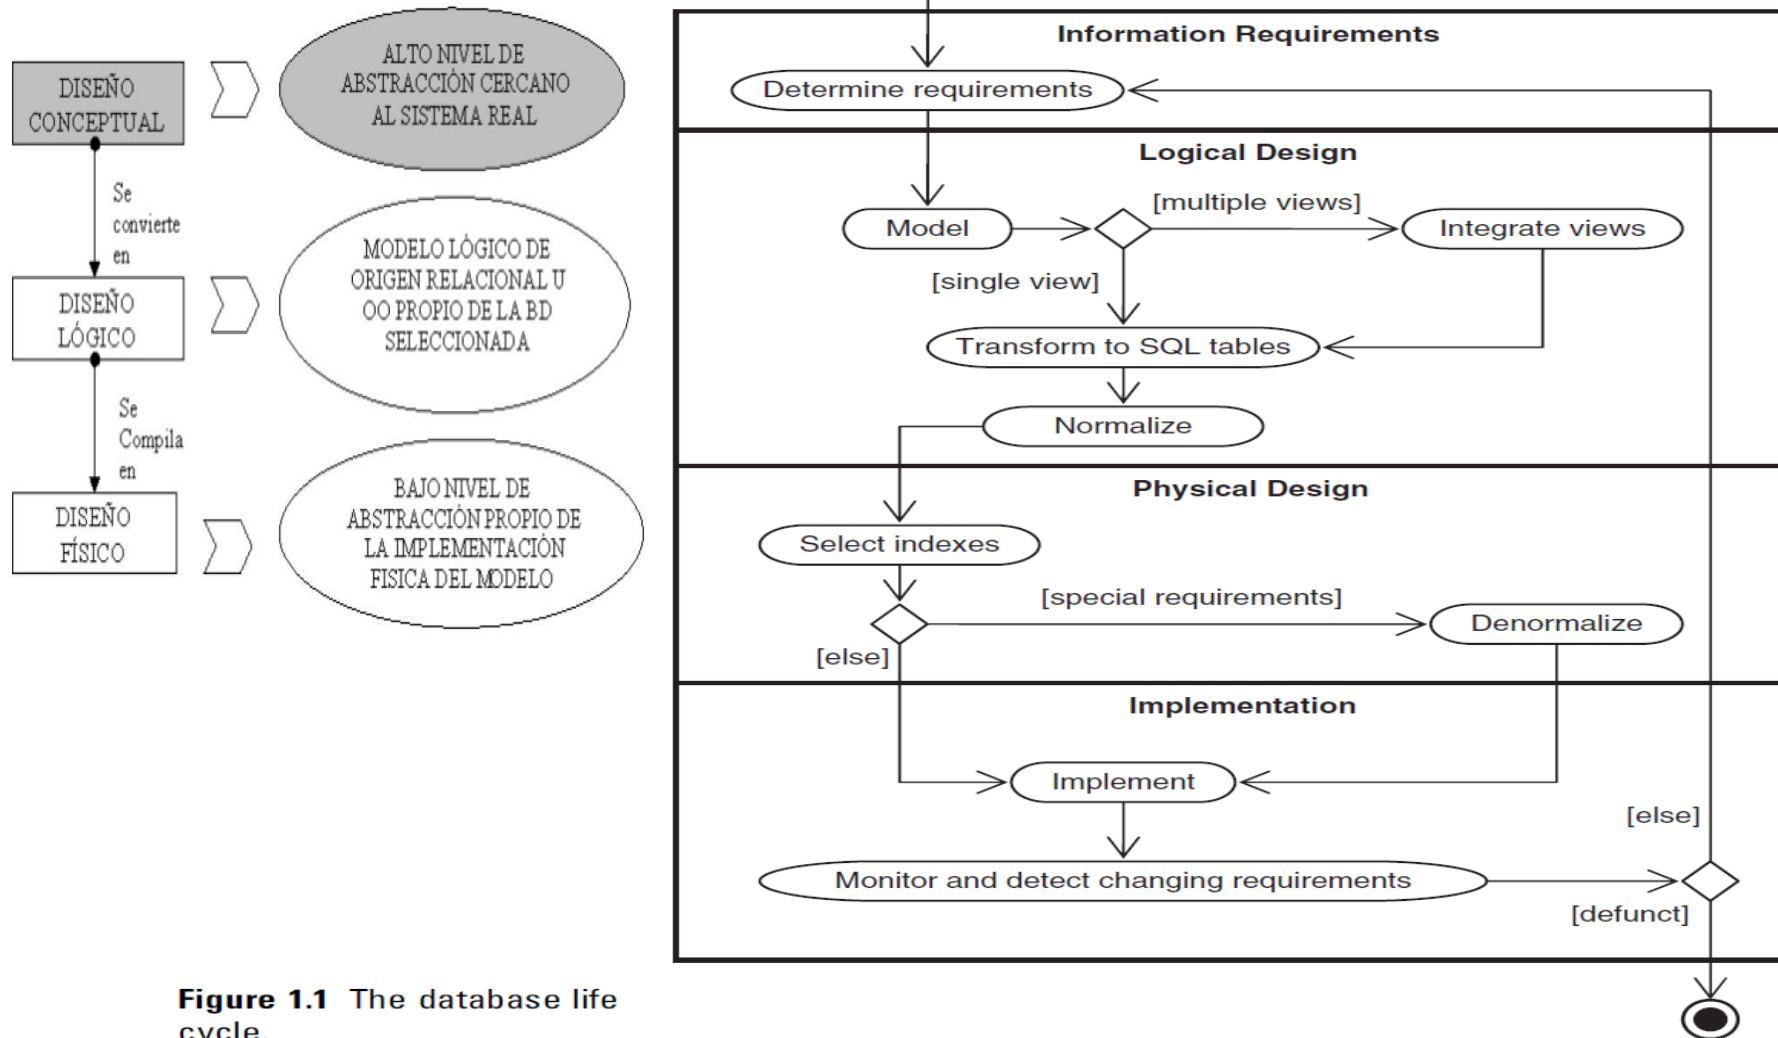 DISEÑO
CONCEPTUAL
ALTO NIVEL DE
ABSTRACCIÓN CERCANO
AL SISTEMA REAL
Se
convierte
en
DISEÑO
LÓGICO
MODELO LÓGICO DE
ORIGEN RELACIONAL U
OO PROPIO DE LA BD
SELECCIONADA
Se
Compila
en
DISEÑO
FÍSICO
BAJO NIVEL DE
ABSTRACCIÓN PROPIO DE
LA IMPLEMENTACIÓN
FISICA DEL MODELO
Figure 1.1 The database life
cycle.
Information Requirements
Determine requirements
Logical Design
Model
[multiple views]
Integrate views
[single view]
Transform to SQL tables
Normalize
Physical Design
Select indexes
[special requirements]
Denormalize
[else]
Implementation
Implement
[else]
Monitor and detect changing requirements
[defunct]